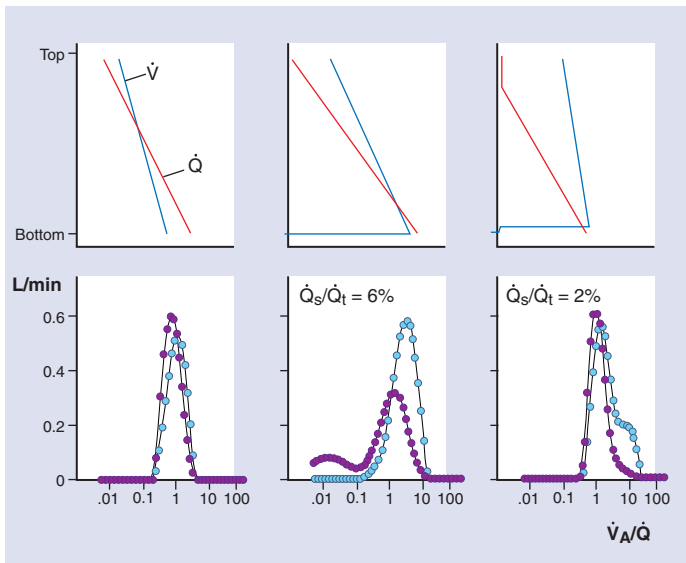 Top
V̇
Q̇
Bottom
L/min
Q̇s/Q̇t = 6%
Q̇s/Q̇t = 2%
0.6
0.4
0.2
0
.01 0.1 1 10 100
.01 0.1 1 10 100
.01 0.1 1 10 100
V̇A/Q̇